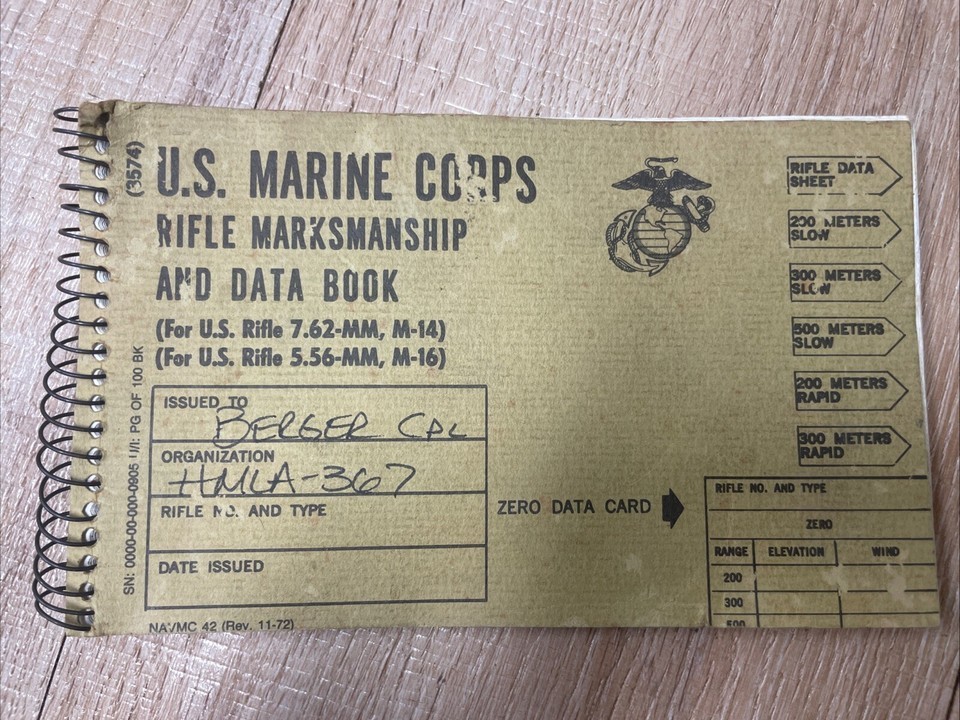 (3574)
U.S. MARINE CORPS
RIFLE MARKSMANSHIP
AND DATA BOOK
(For U.S. Rifle 7.62-MM, M-14)
(For U.S. Rifle 5.56-MM, M-16)
ISSUED TO
BERGER CPL
ORGANIZATION
HMLA-367
RIFLE NO. AND TYPE
DATE ISSUED
NAVMC 42 (Rev. 11-72)
SN: 0000-00-000-0905 U/I: PG OF 100 BK
RIFLE DATA
SHEET
200 METERS
SLOW
300 METERS
SLOW
500 METERS
SLOW
200 METERS
RAPID
300 METERS
RAPID
ZERO DATA CARD
RIFLE NO. AND TYPE
ZERO
RANGE ELEVATION WIND
200
300
500